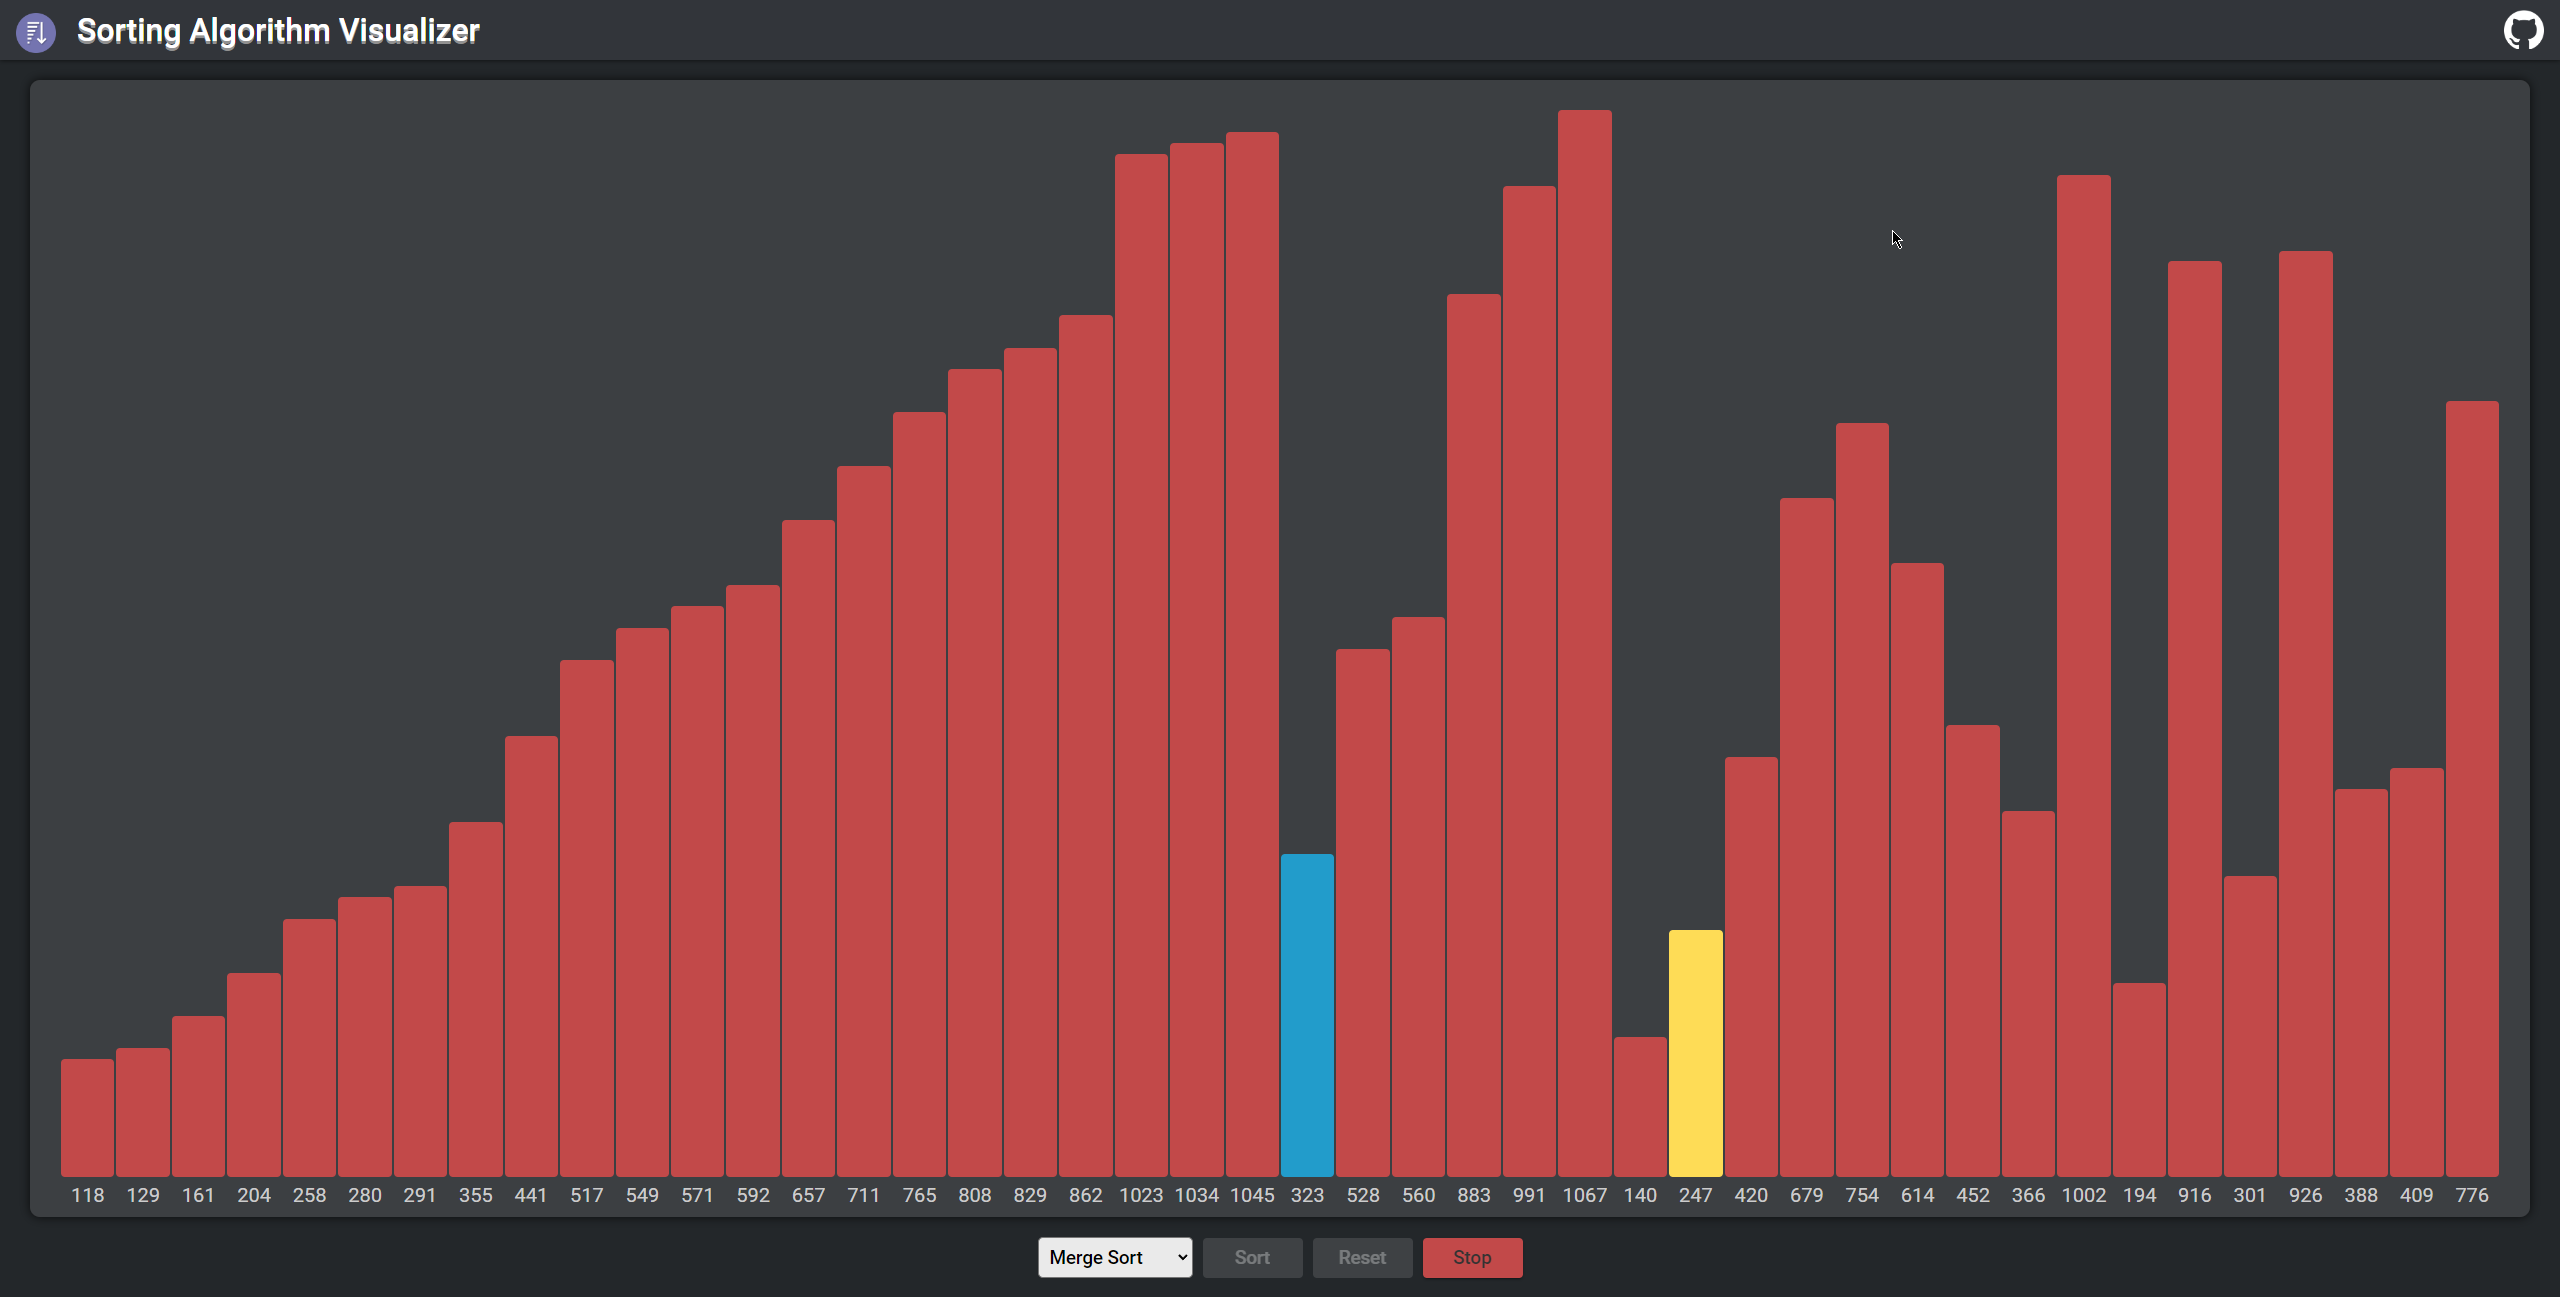 Sorting Algorithm Visualizer
118 129 161 204 258 280 291 355 441 517 549 571 592 657 711 765 808 829 862 1023 1034 1045 323 528 560 883 991 1067 140 247 420 679 754 614 452 366 1002 194 916 301 926 388 409 776
Merge Sort Sort Reset Stop